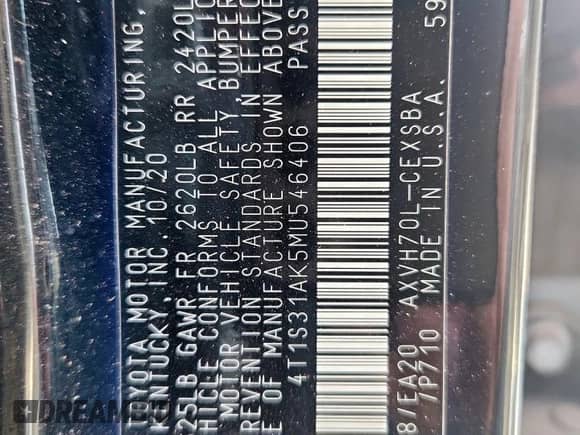 TOYOTA MOTOR MANUFACTURING,
KENTUCKY, INC. 10/20
25LB GAWR FR 2620LB RR 2420L
HICLE CONFORMS TO ALL APPLIC
MOTOR VEHICLE SAFETY BUMPER
REVENTION STANDARDS IN EFFEC
E OF MANUFACTURE SHOWN ABOVE
4T1S31AK5MU546406 PASS
8/EA20 AXVH70L-CEXSBA
/P710 MADE IN U.S.A. 59